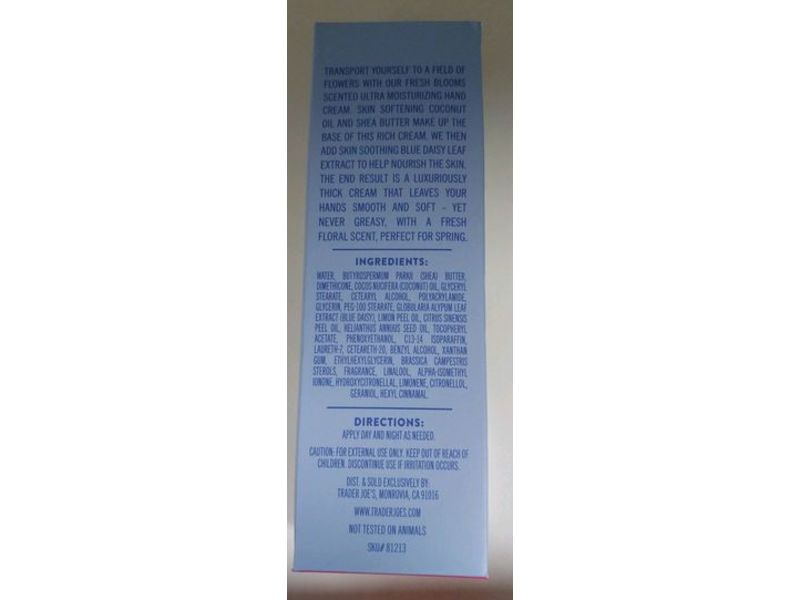 TRANSPORT YOURSELF TO A FIELD OF
FLOWERS WITH OUR FRESH BLOOMS
SCENTED ULTRA MOISTURIZING HAND
CREAM. SKIN SOFTENING COCONUT
OIL AND SHEA BUTTER MAKE UP THE
BASE OF THIS RICH CREAM. WE THEN
ADD SKIN SOOTHING BLUE DAISY LEAF
EXTRACT TO HELP NOURISH THE SKIN.
THE END RESULT IS A LUXURIOUSLY
THICK CREAM THAT LEAVES YOUR
HANDS SMOOTH AND SOFT – YET
NEVER GREASY, WITH A FRESH
FLORAL SCENT, PERFECT FOR SPRING.
INGREDIENTS:
WATER, BUTYROSPERMUM PARKII (SHEA) BUTTER,
DIMETHICONE, COCOS NUCIFERA (COCONUT) OIL, GLYCERYL
STEARATE, CETEARYL ALCOHOL, POLYACRYLAMIDE,
GLYCERIN, PEG-100 STEARATE, GLOBULARIA ALYPUM LEAF
EXTRACT (BLUE DAISY), LIMON PEEL OIL, CITRUS SINENSIS
PEEL OIL, HELIANTHUS ANNUUS SEED OIL, TOCOPHERYL
ACETATE, PHENOXYETHANOL, C13-14 ISOPARAFFIN,
LAURETH-7, CETEARETH-20, BENZYL ALCOHOL, XANTHAN
GUM, ETHYLHEXYLGLYCERIN, BRASSICA CAMPESTRIS
STEROLS, FRAGRANCE, LINALOOL, ALPHA-ISOMETHYL
IONONE, HYDROXYCITRONELLAL, LIMONENE, CITRONELLOL,
GERANIOL, HEXYL CINNAMAL.
DIRECTIONS:
APPLY DAY AND NIGHT AS NEEDED.
CAUTION: FOR EXTERNAL USE ONLY. KEEP OUT OF REACH OF
CHILDREN. DISCONTINUE USE IF IRRITATION OCCURS.
DIST. & SOLD EXCLUSIVELY BY:
TRADER JOE'S, MONROVIA, CA 91016
WWW.TRADERJOES.COM
NOT TESTED ON ANIMALS
SKU# 81213